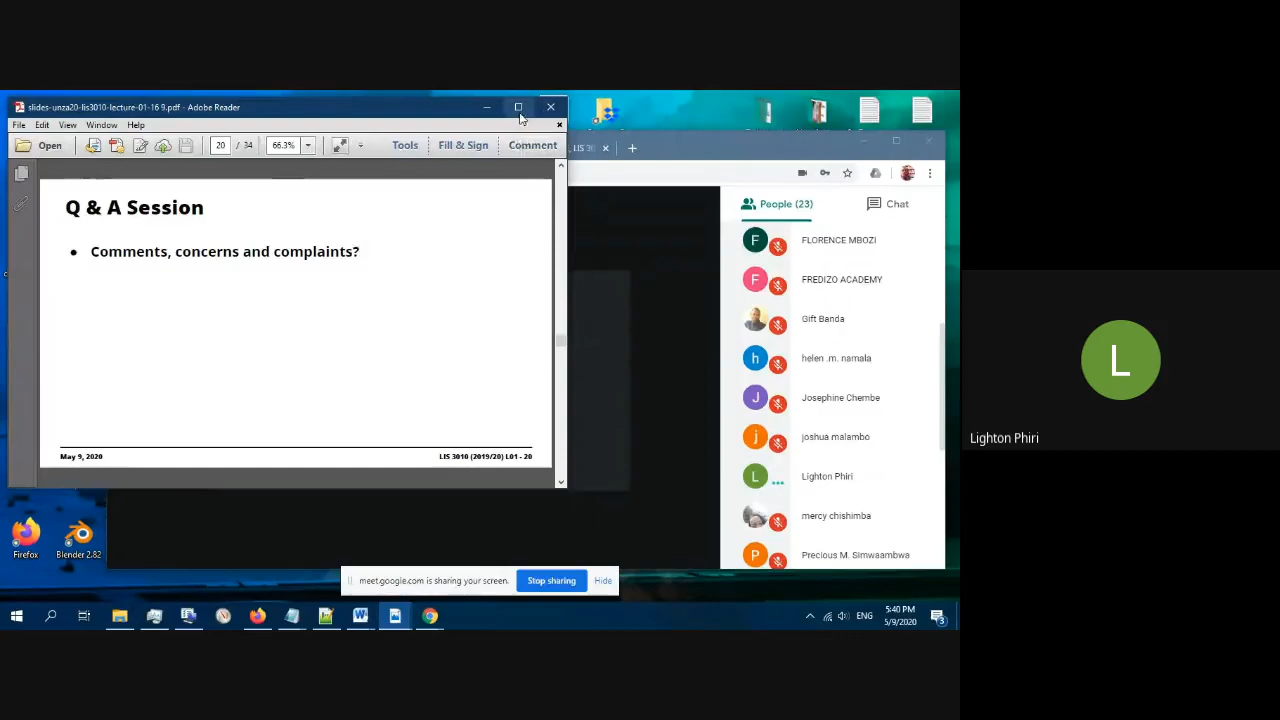 slides-unza20-lis3010-lecture-01-16 9.pdf - Adobe Reader
File Edit View Window Help
Open 20 / 34 66.3% Tools Fill & Sign Comment
Q & A Session
• Comments, concerns and complaints?
May 9, 2020 LIS 3010 (2019/20) L01 - 20
, LIS 30
People (23) Chat
F FLORENCE MBOZI
F FREDIZO ACADEMY
Gift Banda
h helen .m. namala
J Josephine Chembe
j joshua malambo
L Lighton Phiri
mercy chishimba
P Precious M. Simwaambwa
L
Lighton Phiri
Firefox
Blender 2.82
meet.google.com is sharing your screen. Stop sharing Hide
ENG
5:40 PM
5/9/2020
3